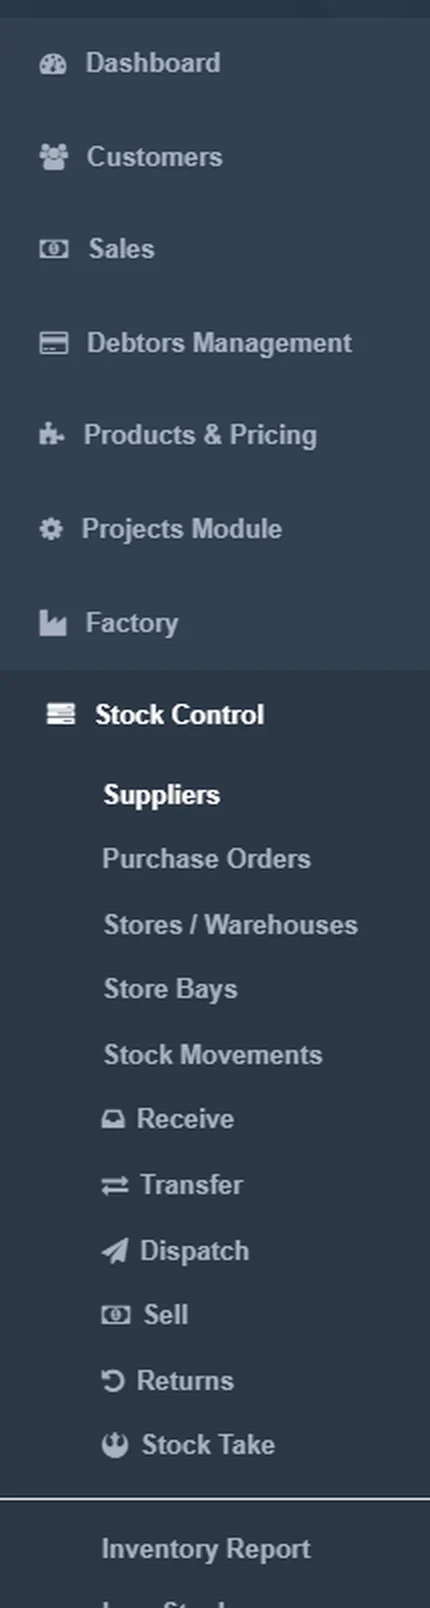 Dashboard
Customers
Sales
Debtors Management
Products & Pricing
Projects Module
Factory
Stock Control
Suppliers
Purchase Orders
Stores / Warehouses
Store Bays
Stock Movements
Receive
Transfer
Dispatch
Sell
Returns
Stock Take
Inventory Report